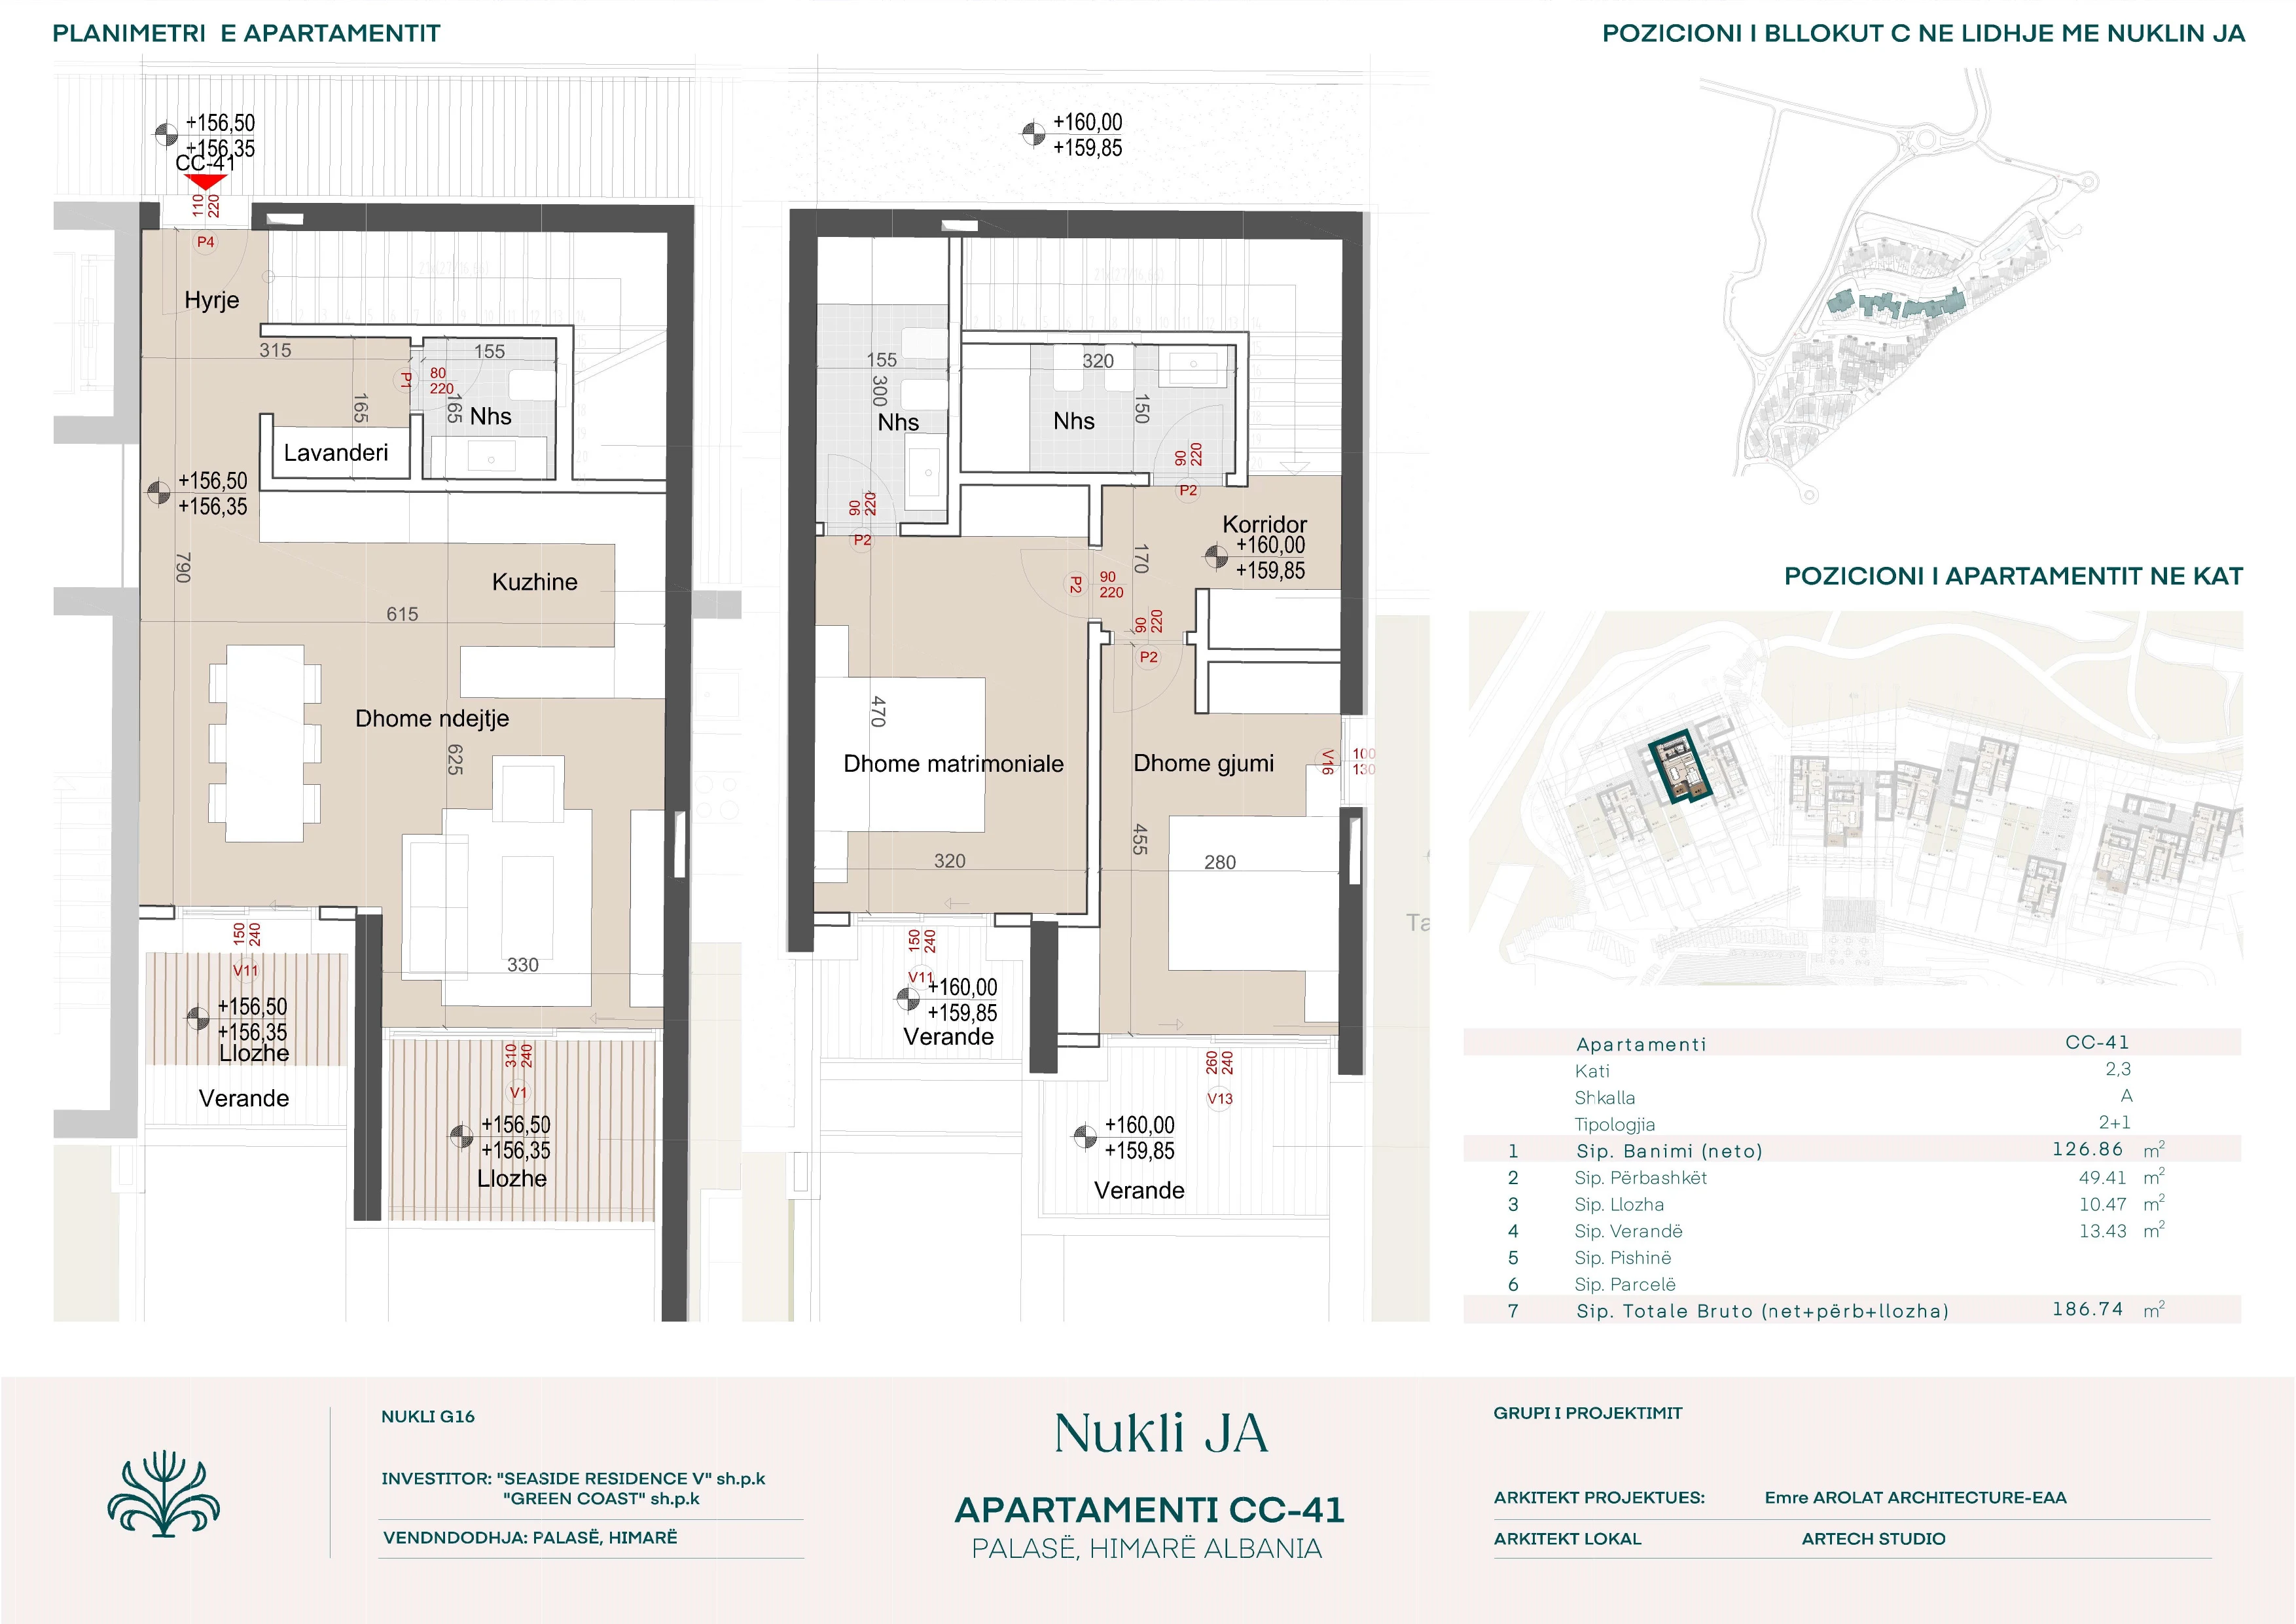 PLANIMETRI E APARTAMENTIT
POZICIONI I BLLOKUT C NE LIDHJE ME NUKLIN JA
+156,50
+156,35
CC-41
110
220
P4
Hyrje
315
155
P1
80
220
165
165
Nhs
Lavanderi
+156,50
+156,35
790
Kuzhine
615
Dhome ndejtje
625
330
150
240
V11
+156,50
+156,35
Llozhe
Verande
310
240
V1
+156,50
+156,35
Llozhe
+160,00
+159,85
155
300
Nhs
320
150
Nhs
90
220
P2
90
220
P2
Korridor
+160,00
+159,85
170
P2
90
220
90
220
P2
470
Dhome matrimoniale
Dhome gjumi
V16
100
130
455
320
280
150
240
V11
+160,00
+159,85
Verande
260
240
V13
+160,00
+159,85
Verande
Ta
POZICIONI I APARTAMENTIT NE KAT
Apartamenti CC-41
Kati 2,3
Shkalla A
Tipologjia 2+1
1 Sip. Banimi (neto) 126.86 m²
2 Sip. Përbashkët 49.41 m²
3 Sip. Llozha 10.47 m²
4 Sip. Verandë 13.43 m²
5 Sip. Pishinë
6 Sip. Parcelë
7 Sip. Totale Bruto (net+përb+llozha) 186.74 m²
NUKLI G16
INVESTITOR: "SEASIDE RESIDENCE V" sh.p.k
"GREEN COAST" sh.p.k
VENDNDODHJA: PALASË, HIMARË
Nukli JA
APARTAMENTI CC-41
PALASË, HIMARË ALBANIA
GRUPI I PROJEKTIMIT
ARKITEKT PROJEKTUES: Emre AROLAT ARCHITECTURE-EAA
ARKITEKT LOKAL ARTECH STUDIO